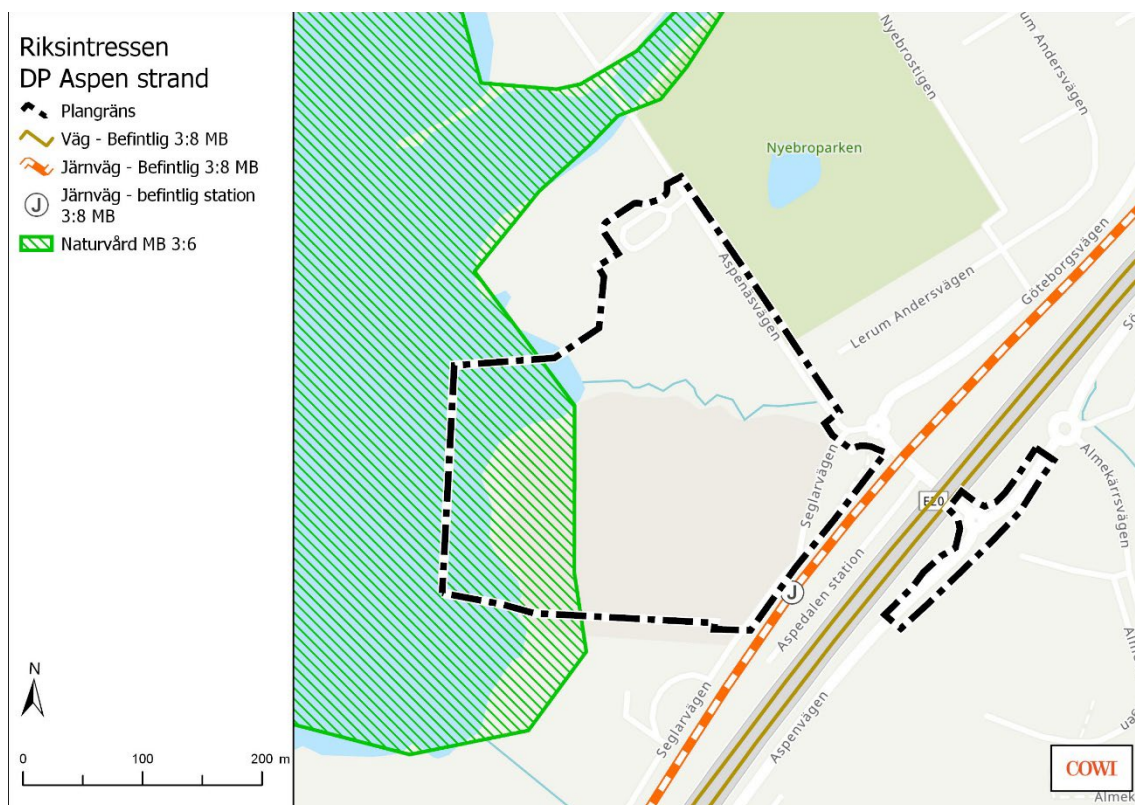 Riksintressen
DP Aspen strand
Plangräns
Väg - Befintlig 3:8 MB
Järnväg - Befintlig 3:8 MB
J
Järnväg - befintlig station
3:8 MB
Naturvård MB 3:6
N
0 100 200 m
Nyebrostigen
Lerum Andersvägen
Nyebroparken
Aspenäsvägen
Göteborgsvägen
Lerum Andersvägen
Seglarvägen
E20
Almekärrsvägen
J
Aspedalen station
Seglarvägen
Aspenvägen
COWI